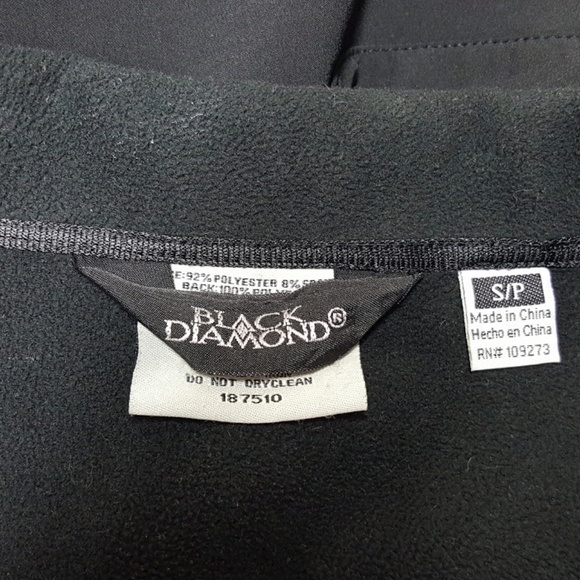 E:92% POLYESTER 8% SP
BACK:100% POLYE
BLACK
DIAMOND®
DO NOT DRYCLEAN
187510
S/P
Made in China
Hecho en China
RN# 109273